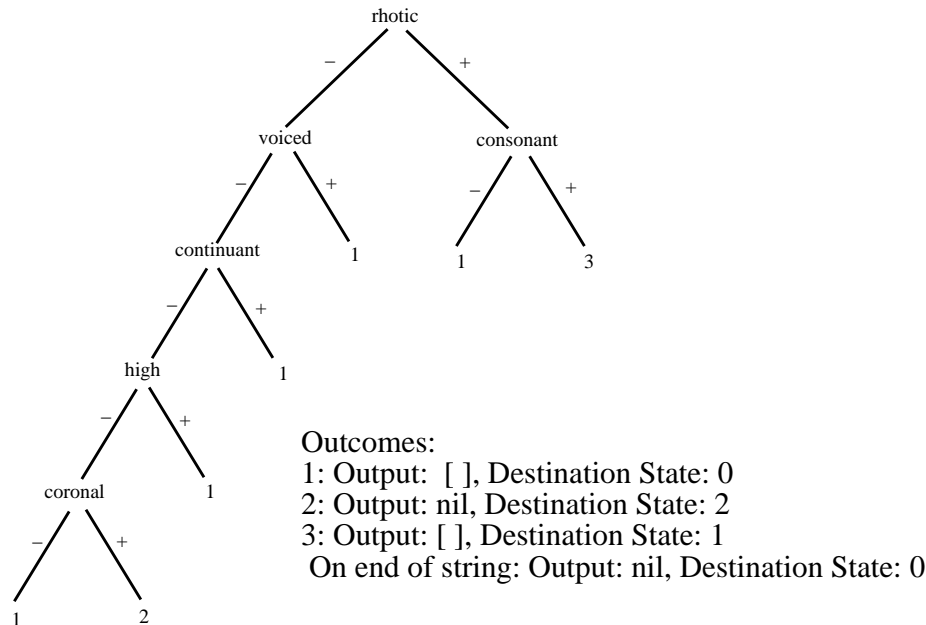 rhotic
− +
voiced consonant
− + − +
continuant 1 1 3
− +
high 1
− +
coronal 1
− +
1 2
Outcomes:
1: Output: [ ], Destination State: 0
2: Output: nil, Destination State: 2
3: Output: [ ], Destination State: 1
On end of string: Output: nil, Destination State: 0